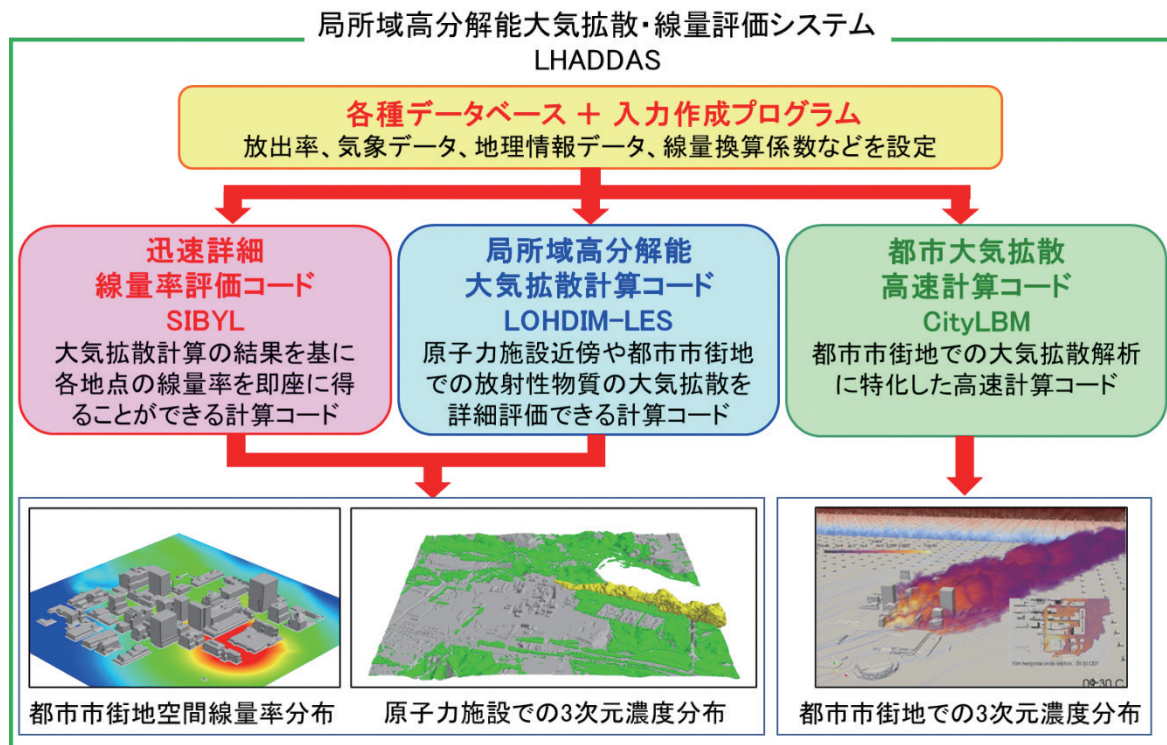 局所域高分解能大気拡散・線量評価システム
LHADDAS
各種データベース + 入力作成プログラム
放出率、気象データ、地理情報データ、線量換算係数などを設定
迅速詳細
線量率評価コード
SIBYL
大気拡散計算の結果を基に
各地点の線量率を即座に得
ることができる計算コード
局所域高分解能
大気拡散計算コード
LOHDIM-LES
原子力施設近傍や都市市街地
での放射性物質の大気拡散を
詳細評価できる計算コード
都市大気拡散
高速計算コード
CityLBM
都市市街地での大気拡散解析
に特化した高速計算コード
09:30 C
都市市街地空間線量率分布
原子力施設での3次元濃度分布
都市市街地での3次元濃度分布